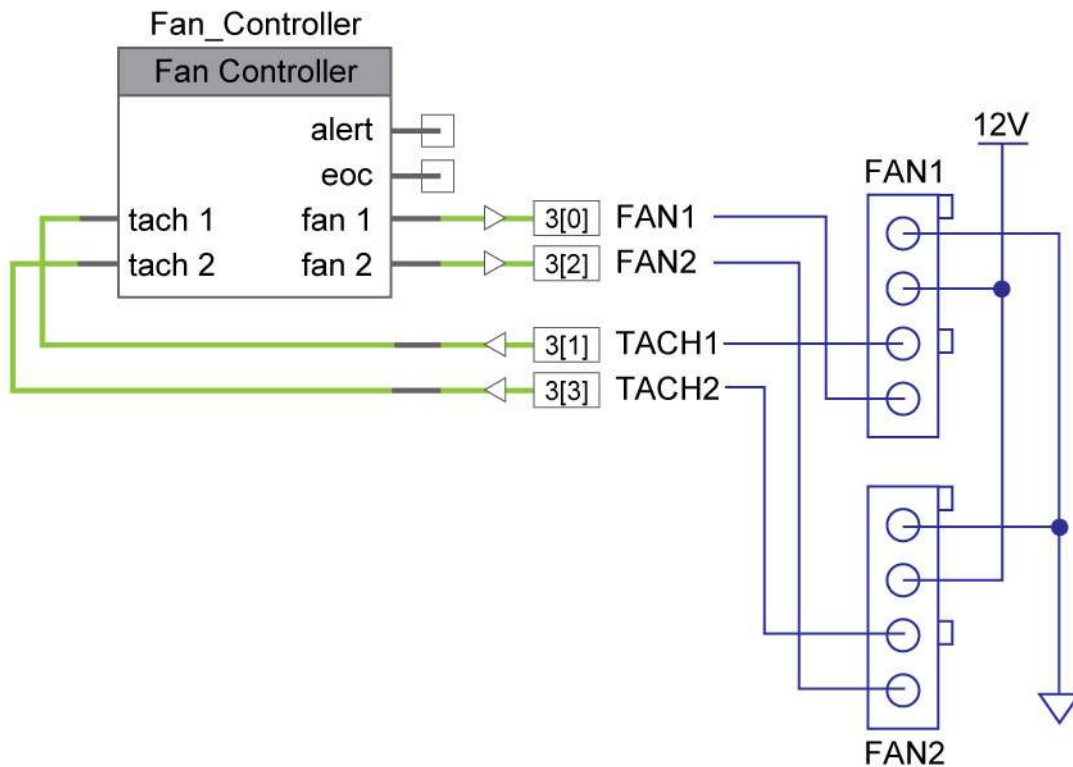 Fan_Controller
Fan Controller
alert
eoc
tach 1 fan 1
tach 2 fan 2
3[0] FAN1
3[2] FAN2
3[1] TACH1
3[3] TACH2
12V
FAN1
FAN2